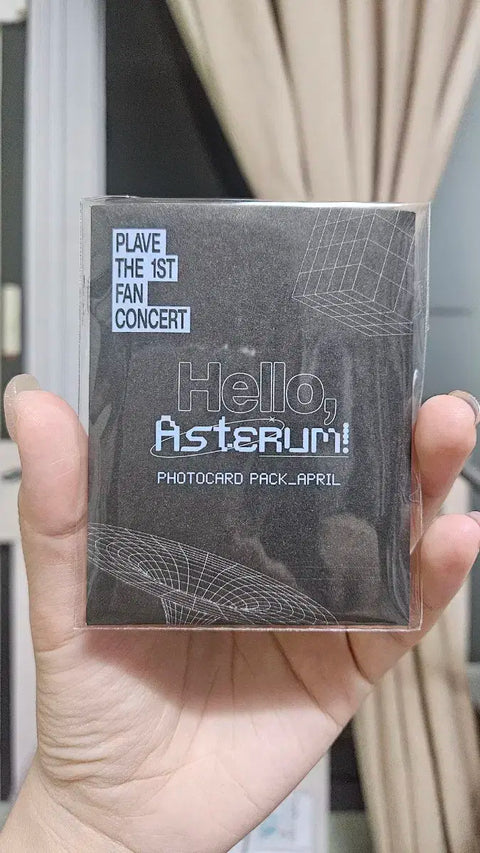 PLAVE
THE 1ST
FAN
CONCERT
Hello,
Asterum!
PHOTOCARD PACK_APRIL